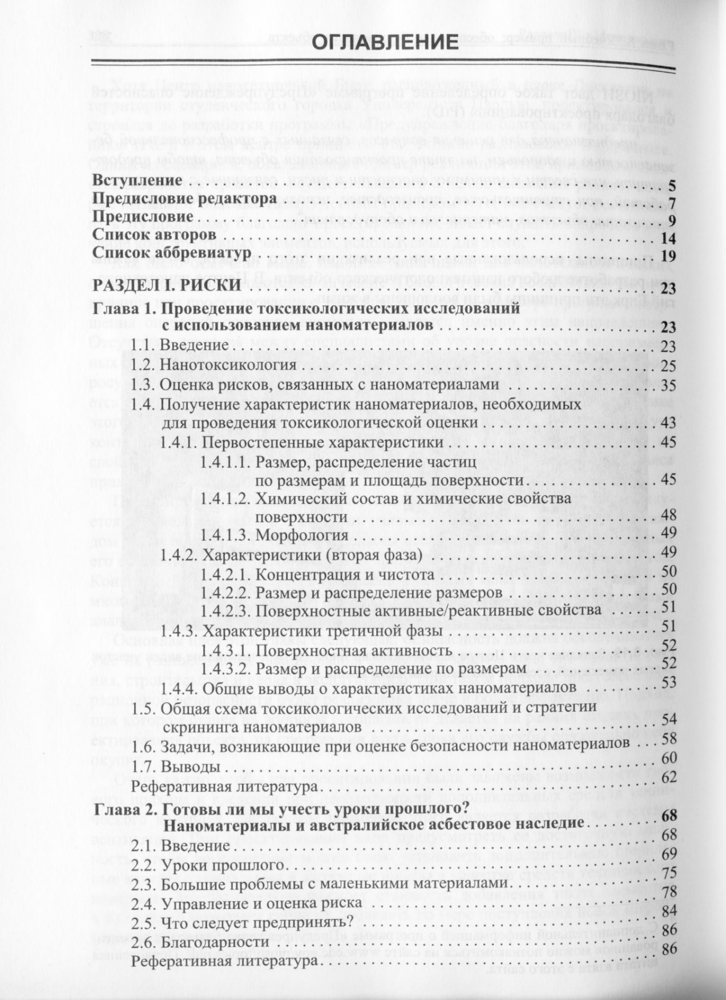 ОГЛАВЛЕНИЕ
Вступление . . . . . . . . . . . . . . . . . . . . 5
Предисловие редактора . . . . . . . . . . . . . . . . . . . . 7
Предисловие . . . . . . . . . . . . . . . . . . . . 9
Список авторов . . . . . . . . . . . . . . . . . . . . 14
Список аббревиатур . . . . . . . . . . . . . . . . . . . . 19
РАЗДЕЛ I. РИСКИ . . . . . . . . . . . . . . . . . . . . 23
Глава 1. Проведение токсикологических исследований
с использованием наноматериалов . . . . . . . . . . . . . . . . . . . . 23
1.1. Введение . . . . . . . . . . . . . . . . . . . . 23
1.2. Нанотоксикология . . . . . . . . . . . . . . . . . . . . 25
1.3. Оценка рисков, связанных с наноматериалами . . . . . . . . . . . . . . . . 35
1.4. Получение характеристик наноматериалов, необходимых
для проведения токсикологической оценки . . . . . . . . . . . . . . . . . . 43
1.4.1. Первостепенные характеристики . . . . . . . . . . . . . . . . . . . . 45
1.4.1.1. Размер, распределение частиц
по размерам и площадь поверхности . . . . . . . . . . . . . . . 45
1.4.1.2. Химический состав и химические свойства
поверхности . . . . . . . . . . . . . . . . . . . . 48
1.4.1.3. Морфология . . . . . . . . . . . . . . . . . . . . 49
1.4.2. Характеристики (вторая фаза) . . . . . . . . . . . . . . . . . . . . 49
1.4.2.1. Концентрация и чистота . . . . . . . . . . . . . . . . . . . . 50
1.4.2.2. Размер и распределение размеров . . . . . . . . . . . . . . . . 50
1.4.2.3. Поверхностные активные/реактивные свойства . . . . . . 51
1.4.3. Характеристики третичной фазы . . . . . . . . . . . . . . . . . . . . 51
1.4.3.1. Поверхностная активность . . . . . . . . . . . . . . . . . . . . 52
1.4.3.2. Размер и распределение по размерам . . . . . . . . . . . . . . 52
1.4.4. Общие выводы о характеристиках наноматериалов . . . . . . . . 53
1.5. Общая схема токсикологических исследований и стратегии
скрининга наноматериалов . . . . . . . . . . . . . . . . . . . . 54
1.6. Задачи, возникающие при оценке безопасности наноматериалов . . . 58
1.7. Выводы . . . . . . . . . . . . . . . . . . . . 60
Реферативная литература . . . . . . . . . . . . . . . . . . . . 62
Глава 2. Готовы ли мы учесть уроки прошлого?
Наноматериалы и австралийское асбестовое наследие . . . . . . . . 68
2.1. Введение . . . . . . . . . . . . . . . . . . . . 68
2.2. Уроки прошлого . . . . . . . . . . . . . . . . . . . . 69
2.3. Большие проблемы с маленькими материалами . . . . . . . . . . . . . . . 75
2.4. Управление и оценка риска . . . . . . . . . . . . . . . . . . . . 78
2.5. Что следует предпринять? . . . . . . . . . . . . . . . . . . . . 84
2.6. Благодарности . . . . . . . . . . . . . . . . . . . . 86
Реферативная литература . . . . . . . . . . . . . . . . . . . . 86